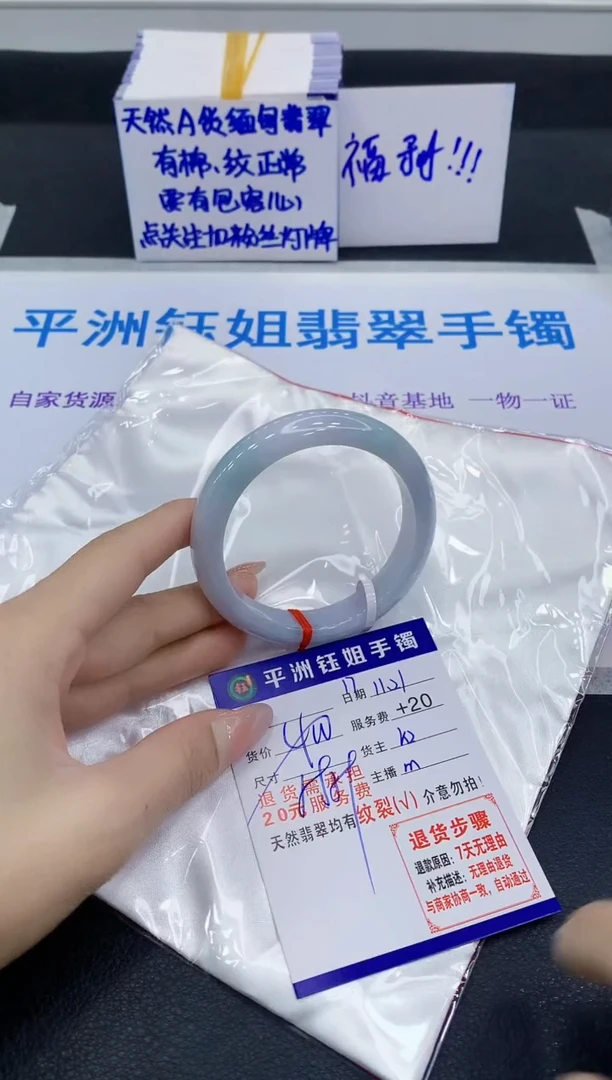 天然A货缅甸翡翠
有棉、纹正常
要有包容心
点关注加粉丝灯牌
福利!!!
平洲钰姐翡翠手镯
自家货源
抖音基地 一物一证
钰 平洲钰姐手镯
日期 11.21
服务费 +20
货价
货主
尺寸
主播 m
退货需承担
20元服务费
天然翡翠均有纹裂(√) 介意勿拍!
退货步骤
退款原因: 7天无理由
补充描述: 无理由退货
与商家协商一致, 自动通过